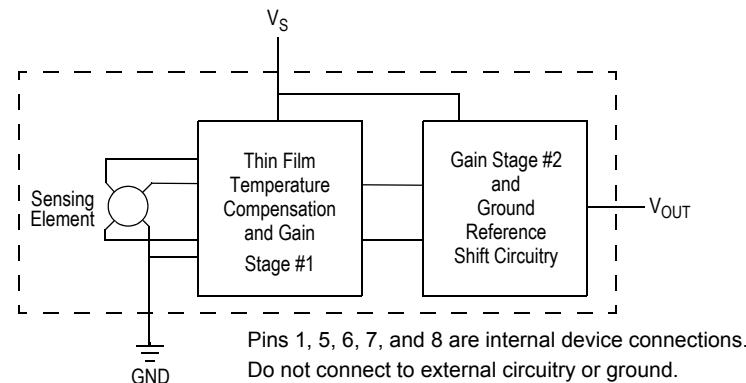 V_S
Thin Film
Temperature
Compensation
and Gain
Stage #1
Gain Stage #2
and
Ground
Reference
Shift Circuitry
Sensing
Element
V_OUT
GND
Pins 1, 5, 6, 7, and 8 are internal device connections.
Do not connect to external circuitry or ground.